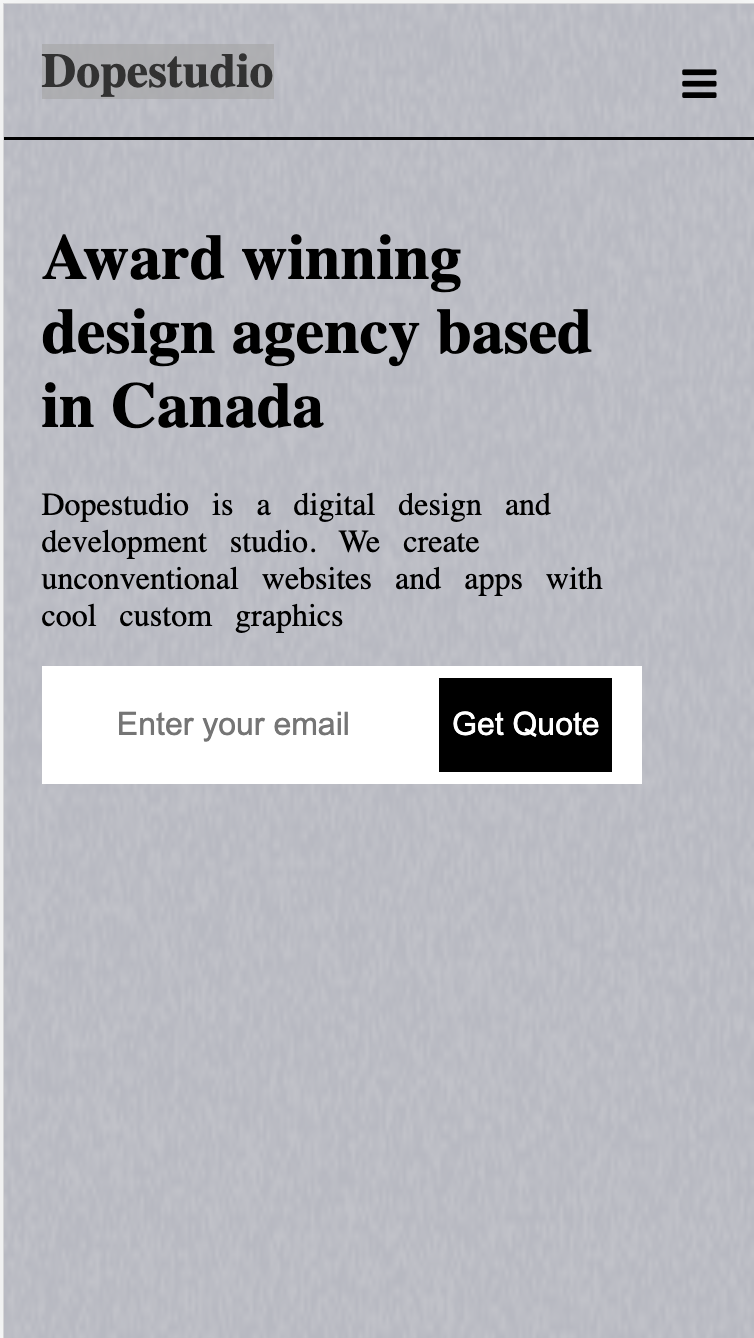 Dopestudio
Award winning
design agency based
in Canada
Dopestudio is a digital design and
development studio. We create
unconventional websites and apps with
cool custom graphics
Enter your email Get Quote